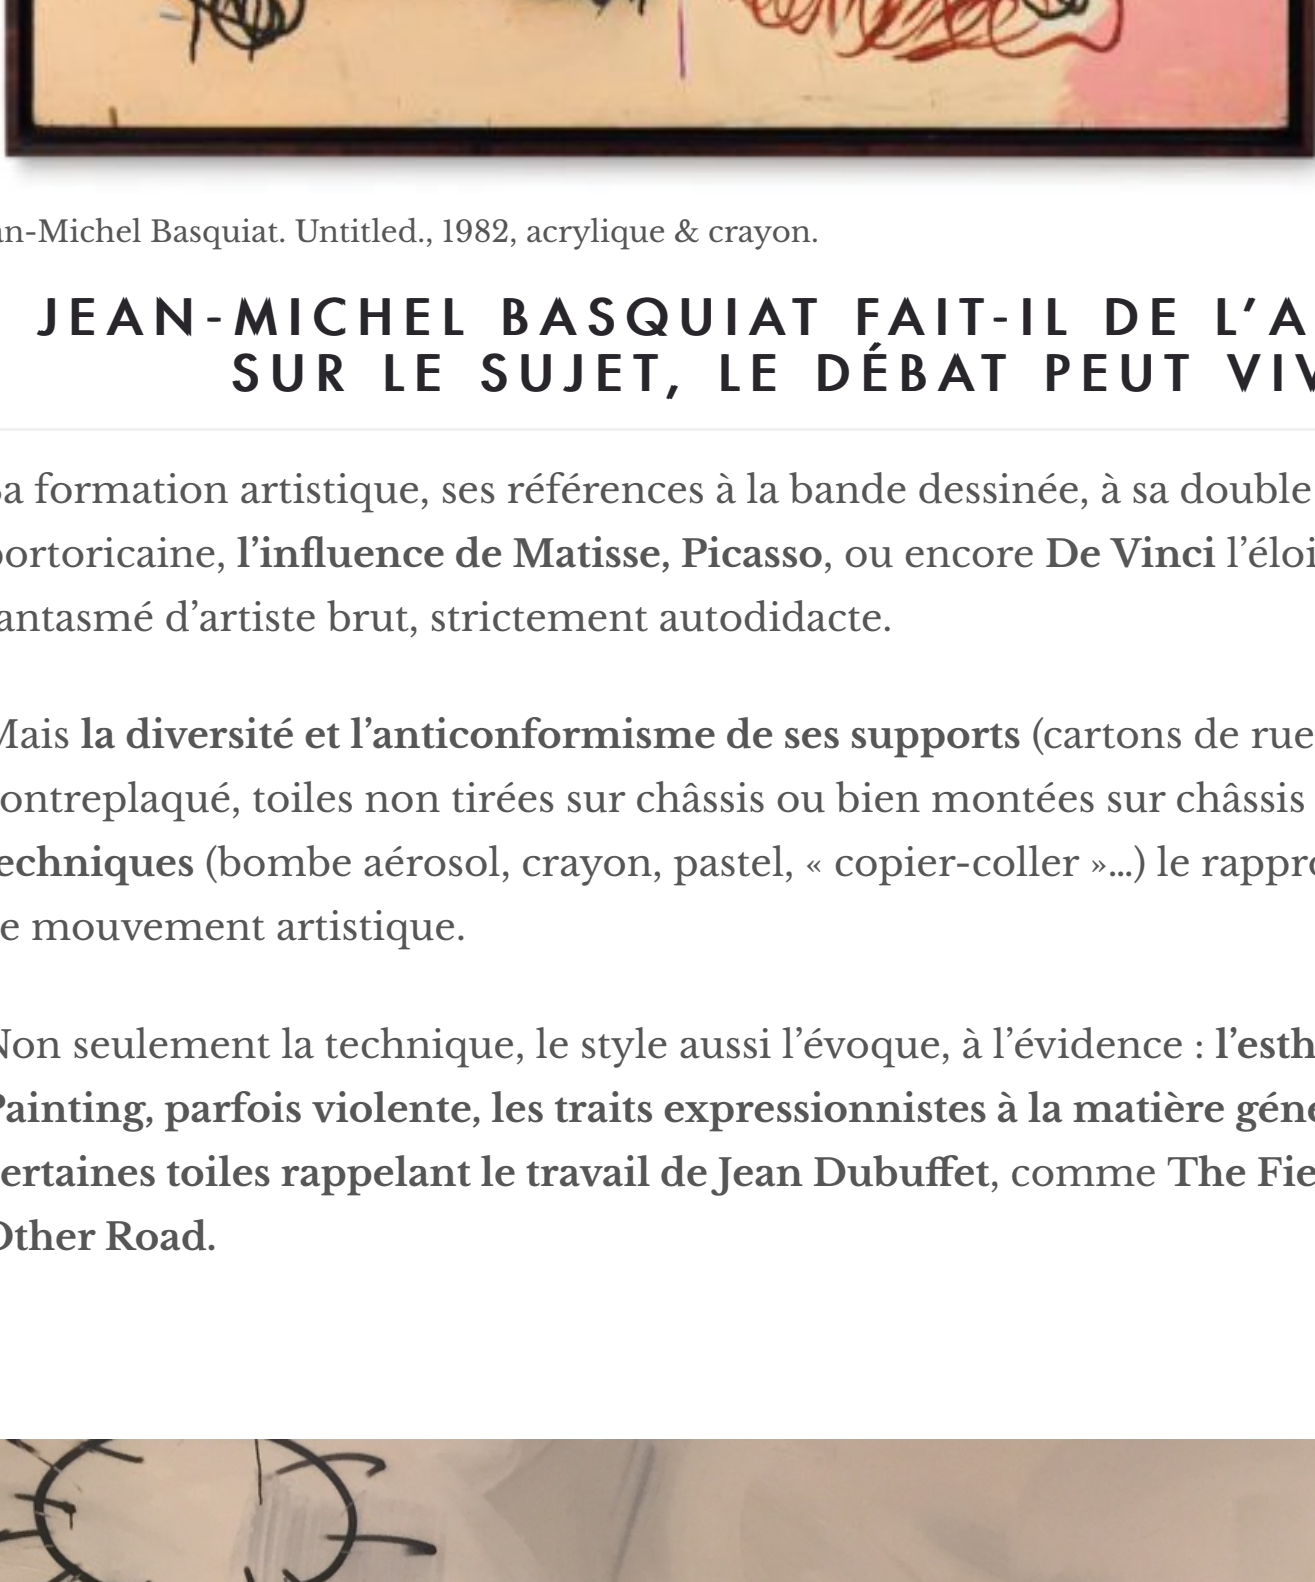 an-Michel Basquiat. Untitled., 1982, acrylique & crayon.
JEAN-MICHEL BASQUIAT FAIT-IL DE L’A
SUR LE SUJET, LE DÉBAT PEUT VIV
a formation artistique, ses références à la bande dessinée, à sa double
portoricaine, l’influence de Matisse, Picasso, ou encore De Vinci l’éloi
antasmé d’artiste brut, strictement autodidacte.
Mais la diversité et l’anticonformisme de ses supports (cartons de rue
ontreplaqué, toiles non tirées sur châssis ou bien montées sur châssis
echniques (bombe aérosol, crayon, pastel, « copier-coller »…) le rappro
e mouvement artistique.
Non seulement la technique, le style aussi l’évoque, à l’évidence : l’esth
Painting, parfois violente, les traits expressionnistes à la matière géné
ertaines toiles rappelant le travail de Jean Dubuffet, comme The Fie
Other Road.